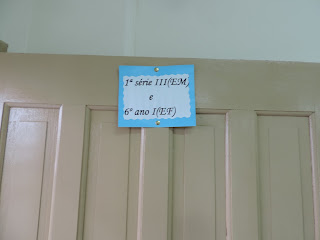 1ª série III(EM)
e
6º ano I(EF)